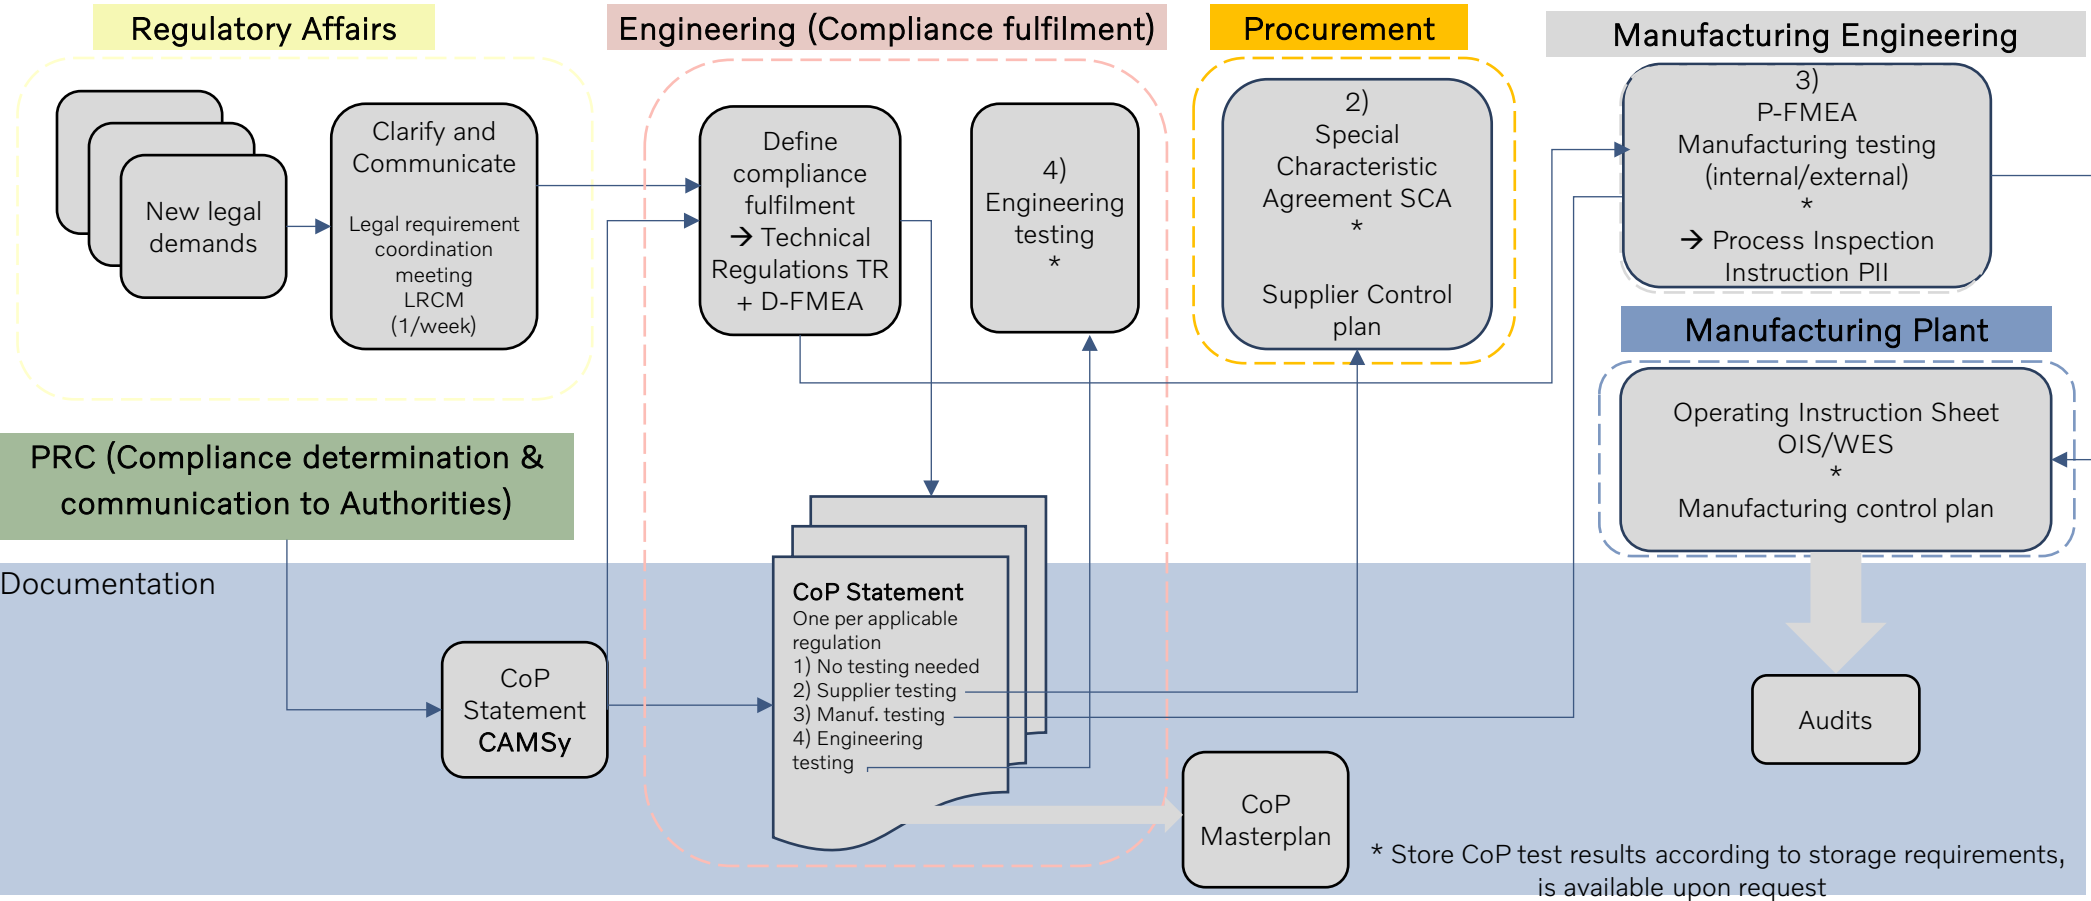 Regulatory Affairs
New legal
demands
Clarify and
Communicate
Legal requirement
coordination
meeting
LRCM
(1/week)
Engineering (Compliance fulfilment)
Define
compliance
fulfilment
→ Technical
Regulations TR
+ D-FMEA
4)
Engineering
testing
*
Procurement
2)
Special
Characteristic
Agreement SCA
*
Supplier Control
plan
Manufacturing Engineering
3)
P-FMEA
Manufacturing testing
(internal/external)
*
→ Process Inspection
Instruction PII
Manufacturing Plant
Operating Instruction Sheet
OIS/WES
*
Manufacturing control plan
PRC (Compliance determination &
communication to Authorities)
Documentation
CoP
Statement
CAMSy
CoP Statement
One per applicable
regulation
1) No testing needed
2) Supplier testing
3) Manuf. testing
4) Engineering
testing
CoP
Masterplan
Audits
* Store CoP test results according to storage requirements,
is available upon request